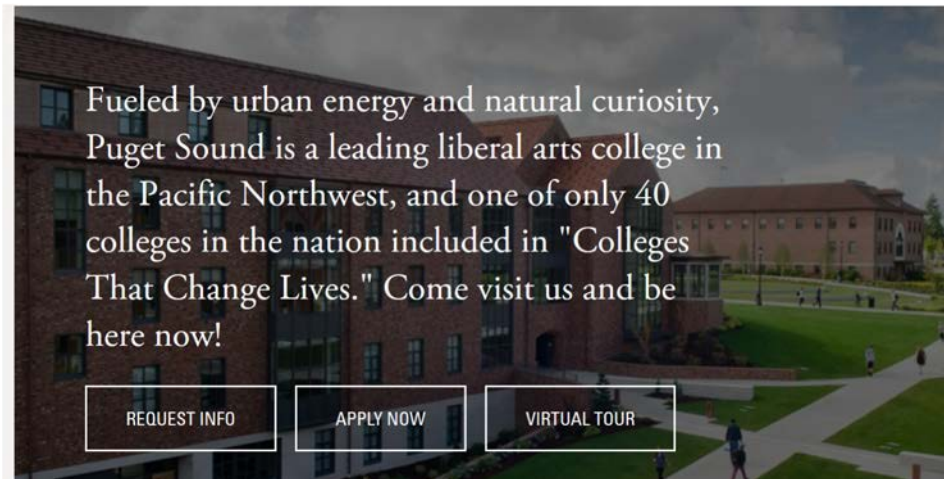 Fueled by urban energy and natural curiosity,
Puget Sound is a leading liberal arts college in
the Pacific Northwest, and one of only 40
colleges in the nation included in "Colleges
That Change Lives." Come visit us and be
here now!
REQUEST INFO APPLY NOW VIRTUAL TOUR